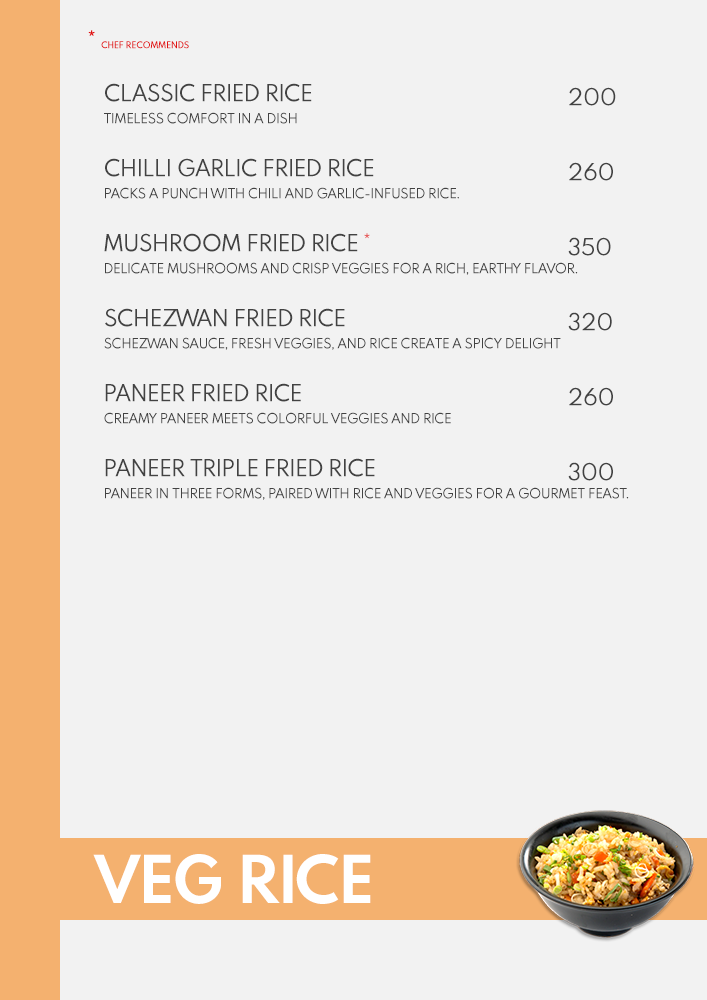 * CHEF RECOMMENDS
CLASSIC FRIED RICE 200
TIMELESS COMFORT IN A DISH
CHILLI GARLIC FRIED RICE 260
PACKS A PUNCH WITH CHILI AND GARLIC-INFUSED RICE.
MUSHROOM FRIED RICE * 350
DELICATE MUSHROOMS AND CRISP VEGGIES FOR A RICH, EARTHY FLAVOR.
SCHEZWAN FRIED RICE 320
SCHEZWAN SAUCE, FRESH VEGGIES, AND RICE CREATE A SPICY DELIGHT
PANEER FRIED RICE 260
CREAMY PANEER MEETS COLORFUL VEGGIES AND RICE
PANEER TRIPLE FRIED RICE 300
PANEER IN THREE FORMS, PAIRED WITH RICE AND VEGGIES FOR A GOURMET FEAST.
VEG RICE